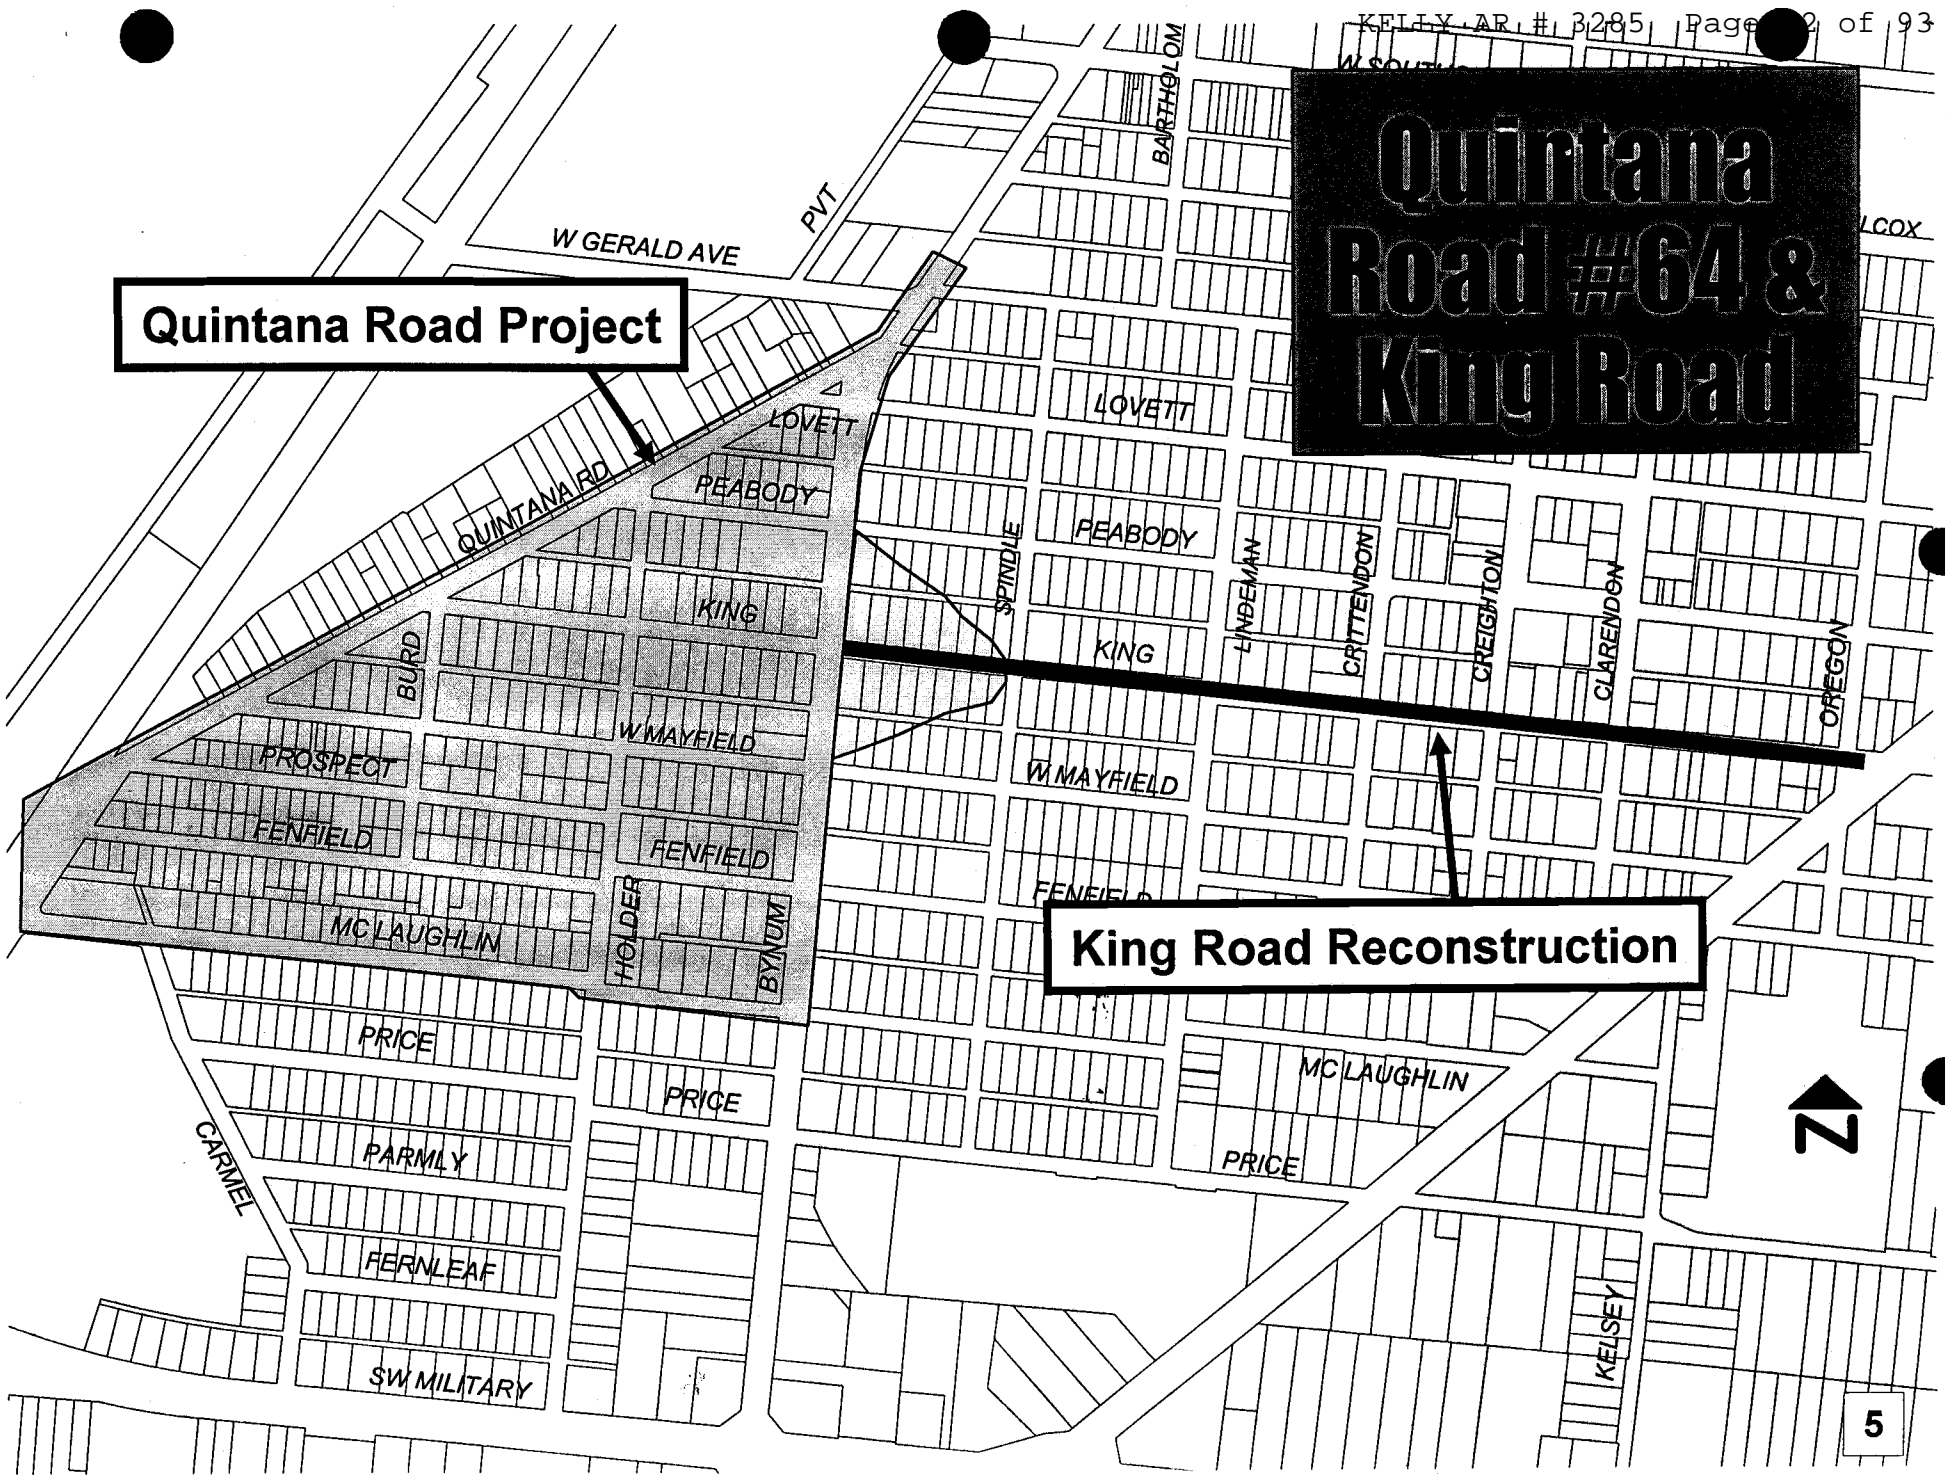 KELLY AR # 3285 Page 2 of 93
W SOUTH
BARTHOLOM
Quintana
Road #64 &
King Road
LCOX
PVT
W GERALD AVE
Quintana Road Project
LOVETT
LOVETT
PEABODY
QUINTANA RD
PEABODY
SPINDLE
LINDEMAN
CRITTENDON
CREIGHTON
CLARENDON
OREGON
KING
KING
BURD
W MAYFIELD
W MAYFIELD
PROSPECT
FENFIELD
FENFIELD
FENFIELD
HOLDER
BYNUM
MC LAUGHLIN
King Road Reconstruction
PRICE
PRICE
MC LAUGHLIN
N
CARMEL
PARMLY
PRICE
FERNLEAF
KELSEY
SW MILITARY
5